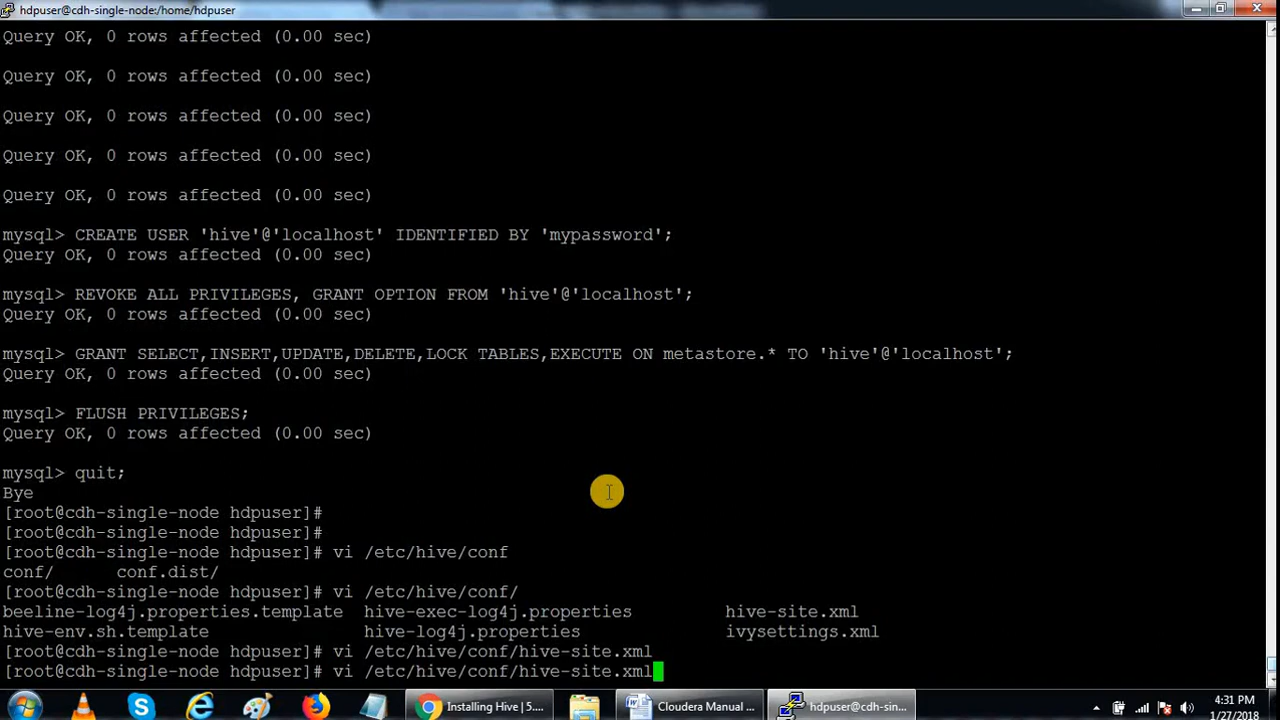 hdpuser@cdh-single-node:/home/hdpuser
Query OK, 0 rows affected (0.00 sec)
Query OK, 0 rows affected (0.00 sec)
Query OK, 0 rows affected (0.00 sec)
Query OK, 0 rows affected (0.00 sec)
Query OK, 0 rows affected (0.00 sec)
mysql> CREATE USER 'hive'@'localhost' IDENTIFIED BY 'mypassword';
Query OK, 0 rows affected (0.00 sec)
mysql> REVOKE ALL PRIVILEGES, GRANT OPTION FROM 'hive'@'localhost';
Query OK, 0 rows affected (0.00 sec)
mysql> GRANT SELECT,INSERT,UPDATE,DELETE,LOCK TABLES,EXECUTE ON metastore.* TO 'hive'@'localhost';
Query OK, 0 rows affected (0.00 sec)
mysql> FLUSH PRIVILEGES;
Query OK, 0 rows affected (0.00 sec)
mysql> quit;
Bye
[root@cdh-single-node hdpuser]#
[root@cdh-single-node hdpuser]#
[root@cdh-single-node hdpuser]# vi /etc/hive/conf
conf/ conf.dist/
[root@cdh-single-node hdpuser]# vi /etc/hive/conf/
beeline-log4j.properties.template hive-exec-log4j.properties hive-site.xml
hive-env.sh.template hive-log4j.properties ivysettings.xml
[root@cdh-single-node hdpuser]# vi /etc/hive/conf/hive-site.xml
[root@cdh-single-node hdpuser]# vi /etc/hive/conf/hive-site.xml
Installing Hive | 5.... Cloudera Manual ... hdpuser@cdh-sin... 4:31 PM
1/27/2018